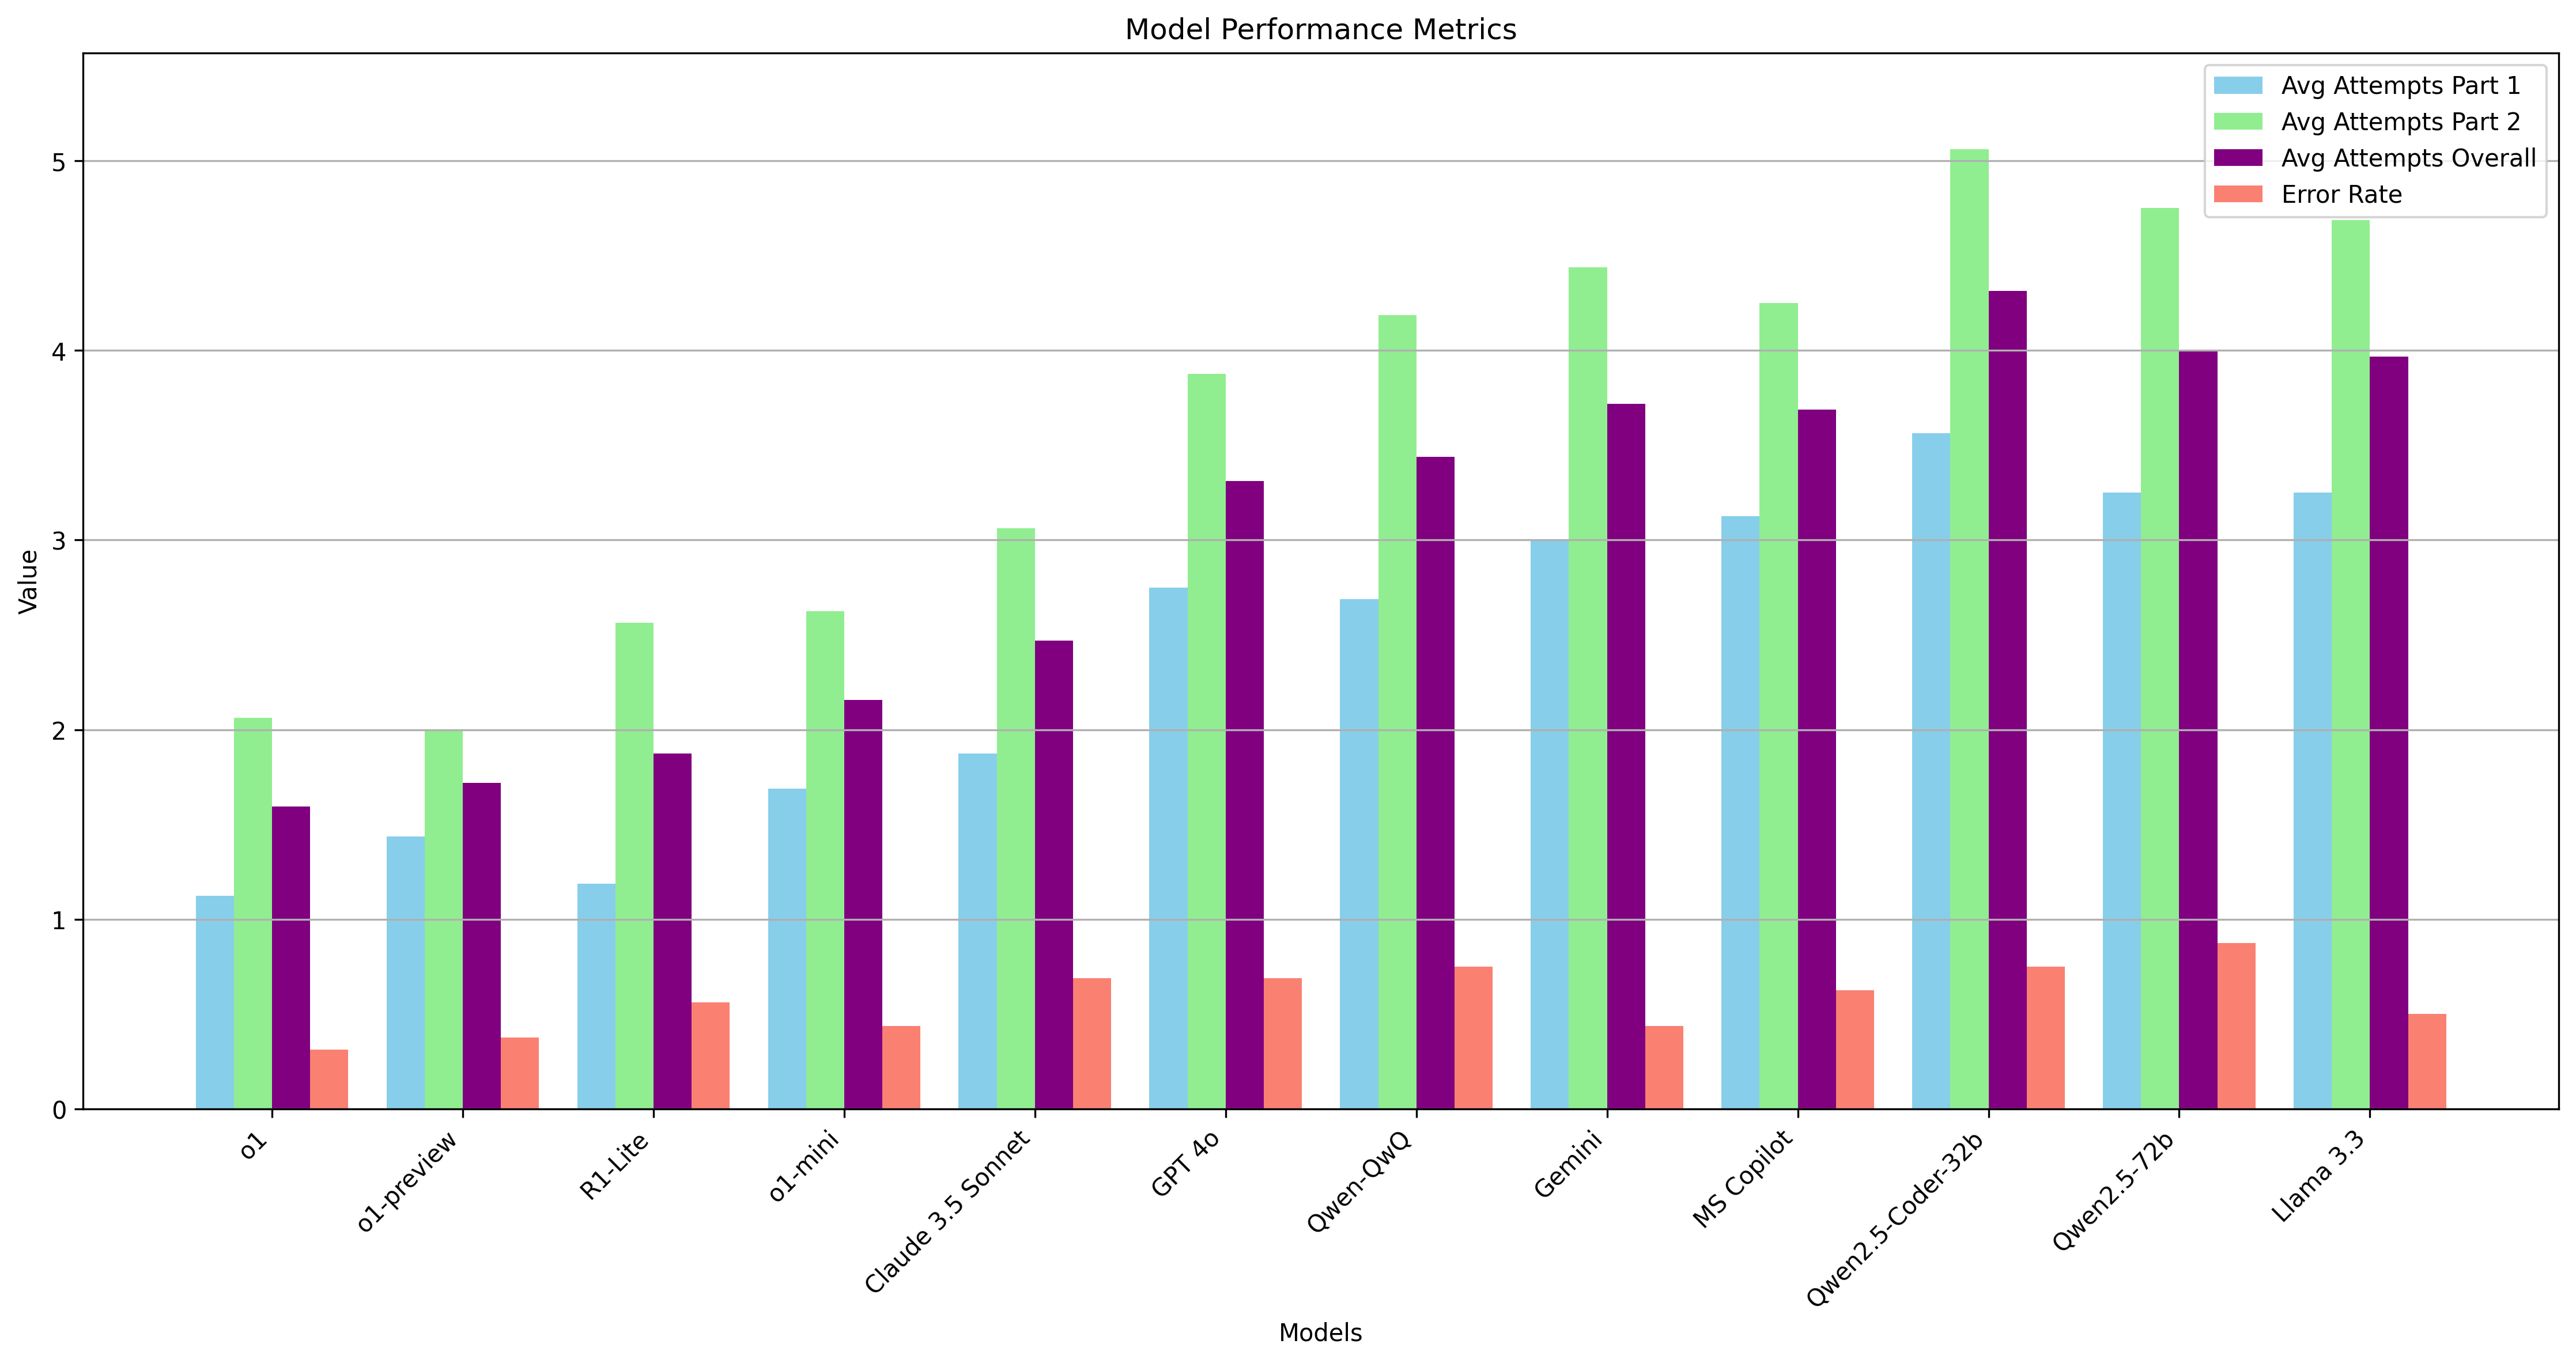 Model Performance Metrics
Avg Attempts Part 1
Avg Attempts Part 2
Avg Attempts Overall
Error Rate
Value
5
4
3
2
1
0
o1
o1-preview
R1-Lite
o1-mini
Claude 3.5 Sonnet
GPT 4o
Qwen-QwQ
Gemini
MS Copilot
Qwen2.5-Coder-32b
Qwen2.5-72b
Llama 3.3
Models